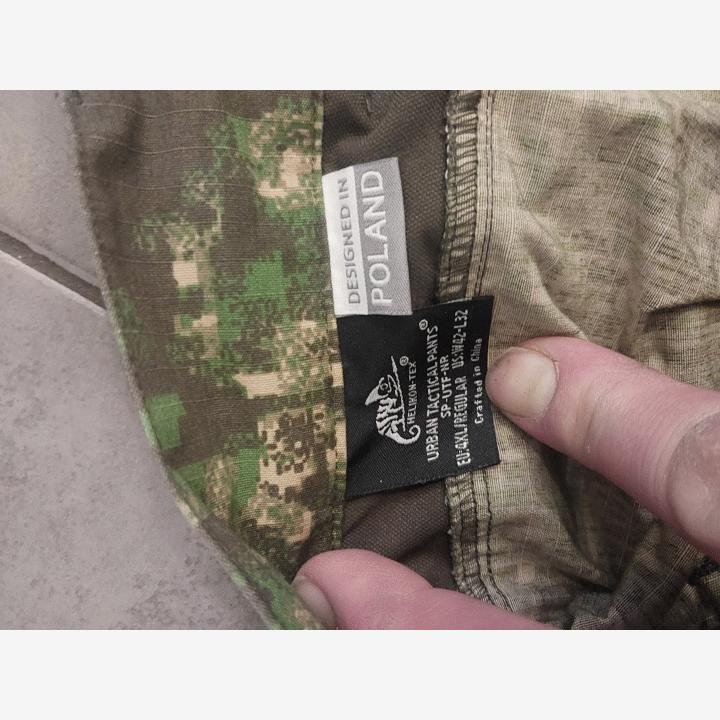 DESIGNED IN
POLAND
HELIKON-TEX®
URBAN TACTICAL PANTS®
SP-UTF-NR
EU:4XL/REGULAR US:W42-L32
Crafted in China